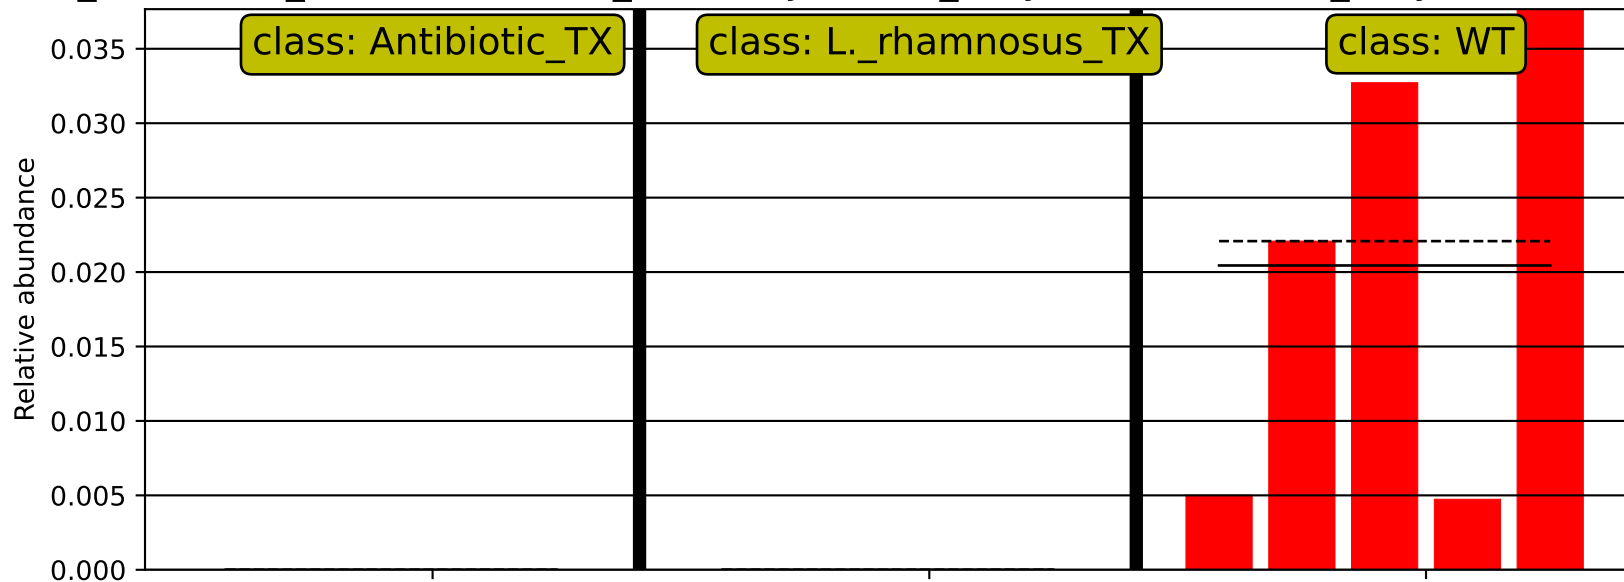 class: Antibiotic_TX
class: L._rhamnosus_TX
class: WT
Relative abundance
0.035
0.030
0.025
0.020
0.015
0.010
0.005
0.000